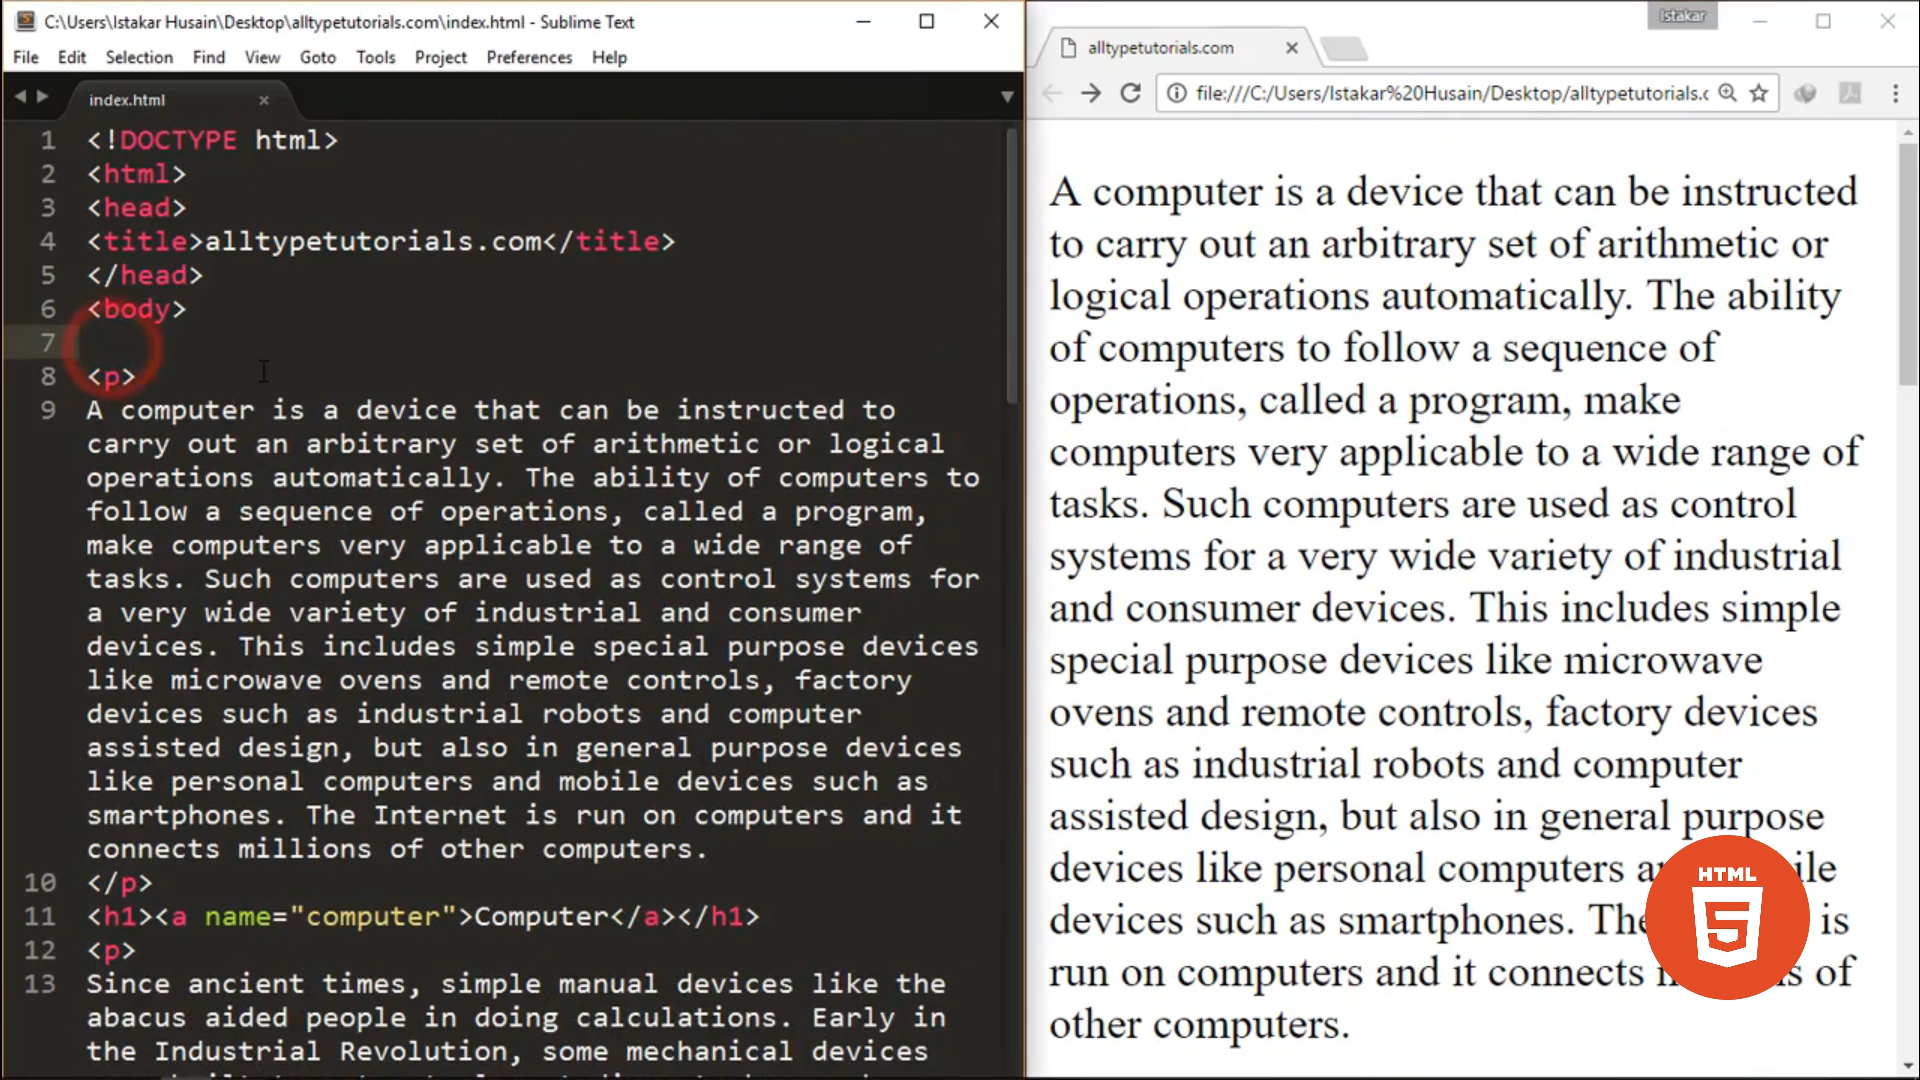 C:\Users\Istakar Husain\Desktop\alltypetutorials.com\index.html - Sublime Text
File Edit Selection Find View Goto Tools Project Preferences Help
index.html
1 <!DOCTYPE html>
2 <html>
3 <head>
4 <title>alltypetutorials.com</title>
5 </head>
6 <body>
7
8 <p>
9 A computer is a device that can be instructed to
carry out an arbitrary set of arithmetic or logical
operations automatically. The ability of computers to
follow a sequence of operations, called a program,
make computers very applicable to a wide range of
tasks. Such computers are used as control systems for
a very wide variety of industrial and consumer
devices. This includes simple special purpose devices
like microwave ovens and remote controls, factory
devices such as industrial robots and computer
assisted design, but also in general purpose devices
like personal computers and mobile devices such as
smartphones. The Internet is run on computers and it
connects millions of other computers.
10 </p>
11 <h1><a name="computer">Computer</a></h1>
12 <p>
13 Since ancient times, simple manual devices like the
abacus aided people in doing calculations. Early in
the Industrial Revolution, some mechanical devices
Istakar
alltypetutorials.com
file:///C:/Users/Istakar%20Husain/Desktop/alltypetutorials.c
A computer is a device that can be instructed
to carry out an arbitrary set of arithmetic or
logical operations automatically. The ability
of computers to follow a sequence of
operations, called a program, make
computers very applicable to a wide range of
tasks. Such computers are used as control
systems for a very wide variety of industrial
and consumer devices. This includes simple
special purpose devices like microwave
ovens and remote controls, factory devices
such as industrial robots and computer
assisted design, but also in general purpose
devices like personal computers
devices such as smartphones. The is
run on computers and it connects of
other computers.
HTML
5